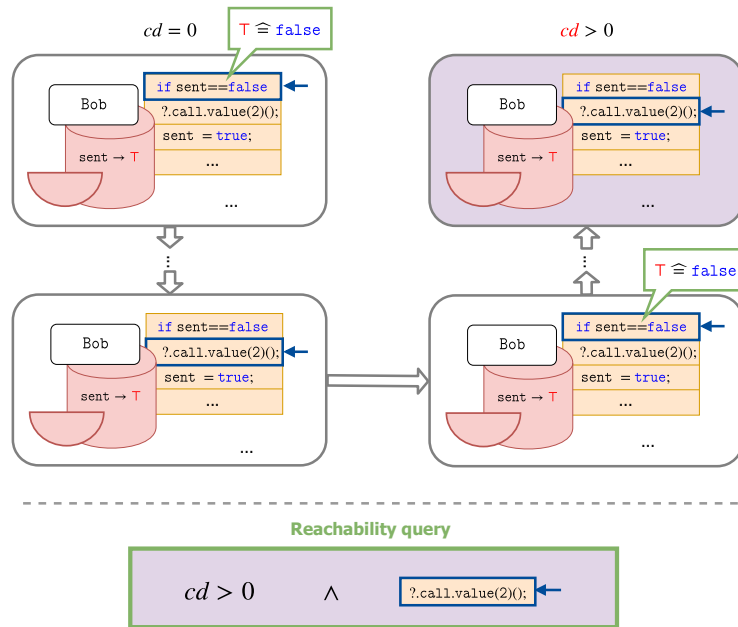 cd = 0
⊤ ≙ false
cd > 0
if sent==false
?.call.value(2)();
sent = true;
...
Bob
sent → ⊤
...
if sent==false
?.call.value(2)();
sent = true;
...
Bob
sent → ⊤
...
...
...
⊤ ≙ false
if sent==false
?.call.value(2)();
sent = true;
...
Bob
sent → ⊤
...
if sent==false
?.call.value(2)();
sent = true;
...
Bob
sent → ⊤
...
Reachability query
cd > 0 ∧ ?.call.value(2)();